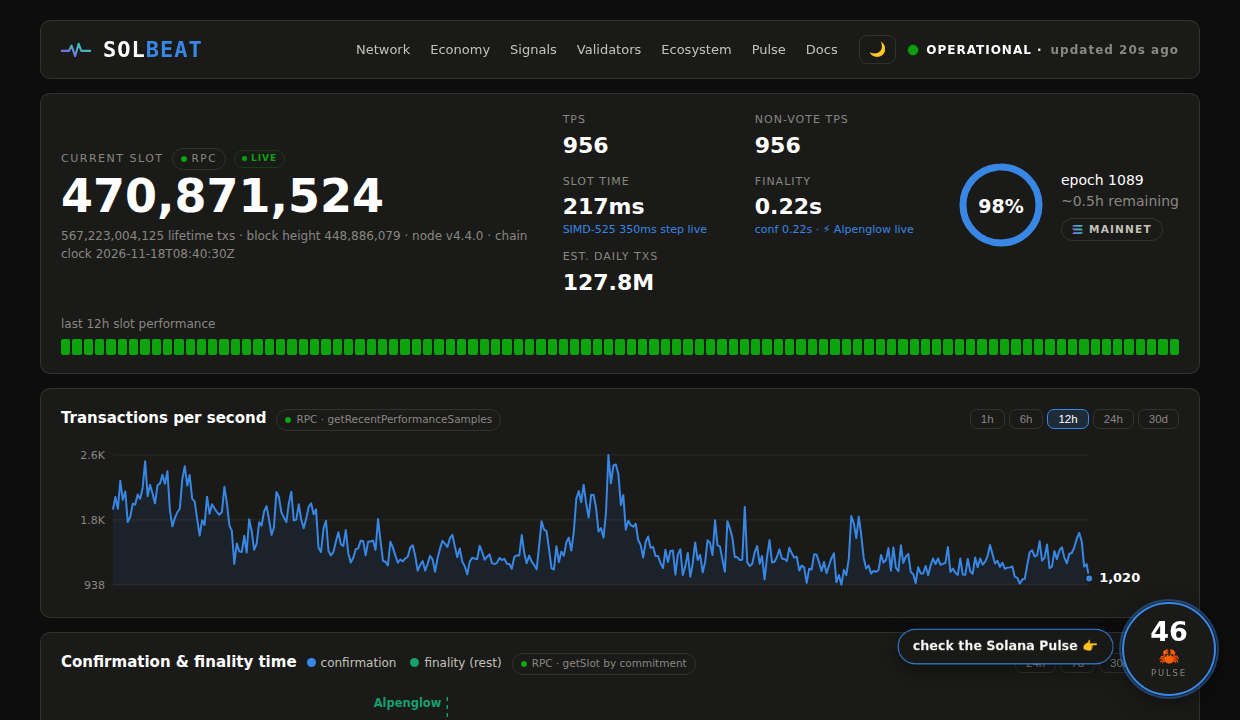 SOLBEAT
Network Economy Signals Validators Ecosystem Pulse Docs 🌙 OPERATIONAL · updated 20s ago
CURRENT SLOT RPC LIVE
470,871,524
567,223,004,125 lifetime txs · block height 448,886,079 · node v4.4.0 · chain
clock 2026-11-18T08:40:30Z
TPS
956
NON-VOTE TPS
956
SLOT TIME
217ms
SIMD-525 350ms step live
FINALITY
0.22s
conf 0.22s · ⚡ Alpenglow live
EST. DAILY TXS
127.8M
98%
epoch 1089
~0.5h remaining
MAINNET
last 12h slot performance
Transactions per second RPC · getRecentPerformanceSamples 1h 6h 12h 24h 30d
2.6K
1.8K
938
1,020
Confirmation & finality time confirmation finality (rest) RPC · getSlot by commitment
check the Solana Pulse 👉
46
🦀
PULSE
Alpenglow